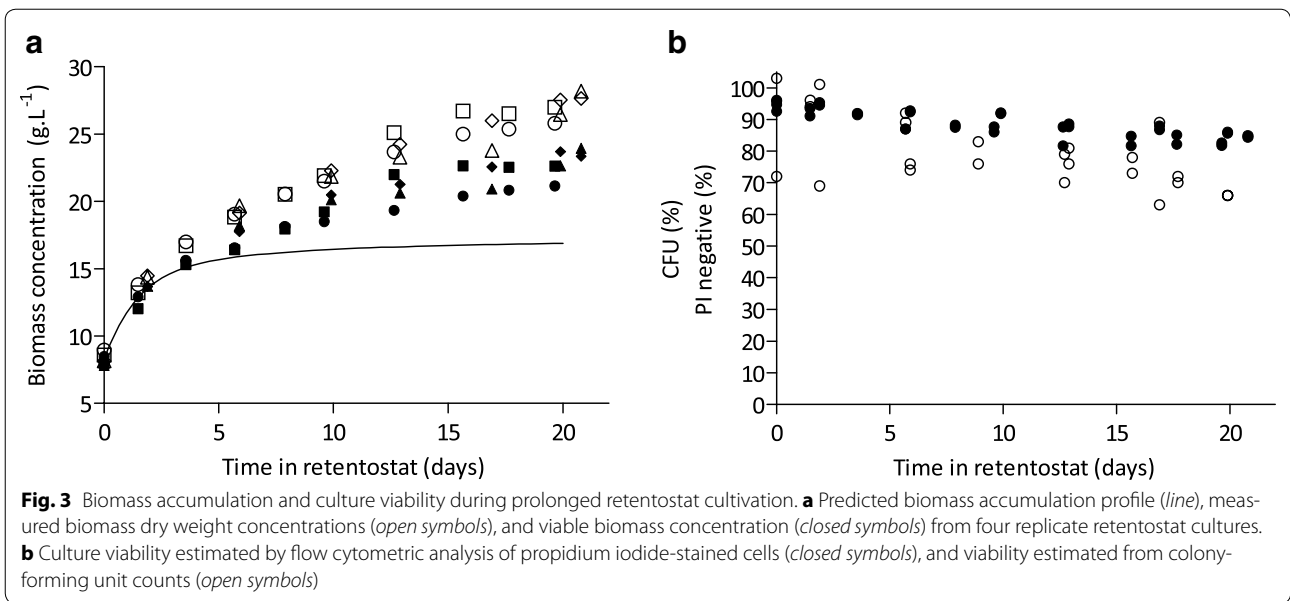 a
b
Biomass concentration (g.L-1)
30
25
20
15
10
5
0
5
10
15
20
Time in retentostat (days)
CFU (%)
PI negative (%)
100
90
80
70
60
50
40
30
20
10
0
0
5
10
15
20
Time in retentostat (days)
Fig. 3 Biomass accumulation and culture viability during prolonged retentostat cultivation. a Predicted biomass accumulation profile (line), meas-
ured biomass dry weight concentrations (open symbols), and viable biomass concentration (closed symbols) from four replicate retentostat cultures.
b Culture viability estimated by flow cytometric analysis of propidium iodide-stained cells (closed symbols), and viability estimated from colony-
forming unit counts (open symbols)